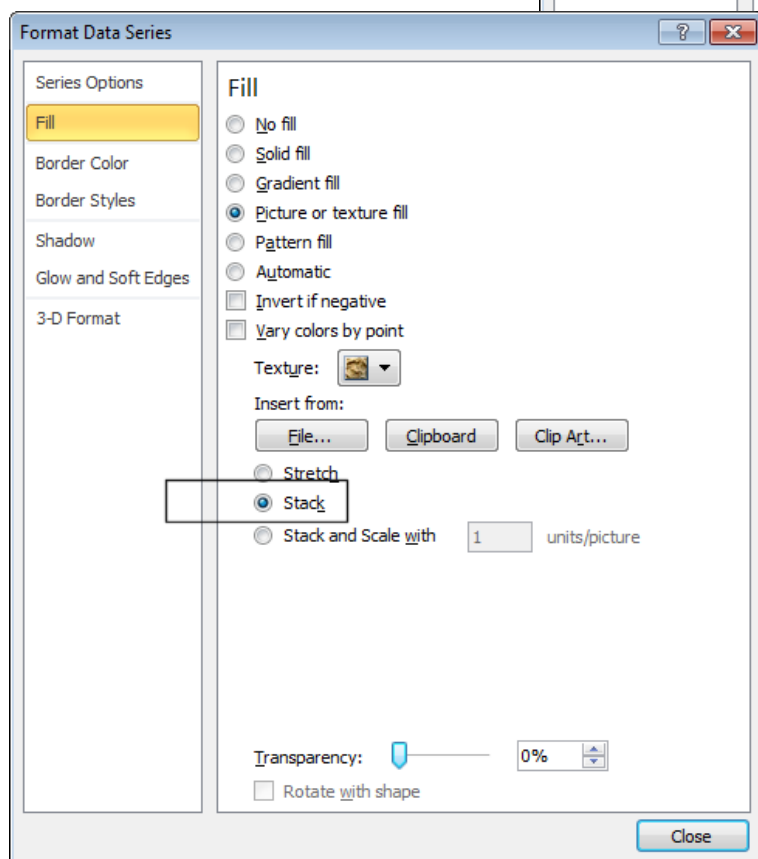 Format Data Series
Series Options
Fill
Border Color
Border Styles
Shadow
Glow and Soft Edges
3-D Format
Fill
No fill
Solid fill
Gradient fill
Picture or texture fill
Pattern fill
Automatic
Invert if negative
Vary colors by point
Texture:
Insert from:
File... Clipboard Clip Art...
Stretch
Stack
Stack and Scale with 1 units/picture
Transparency: 0%
Rotate with shape
Close